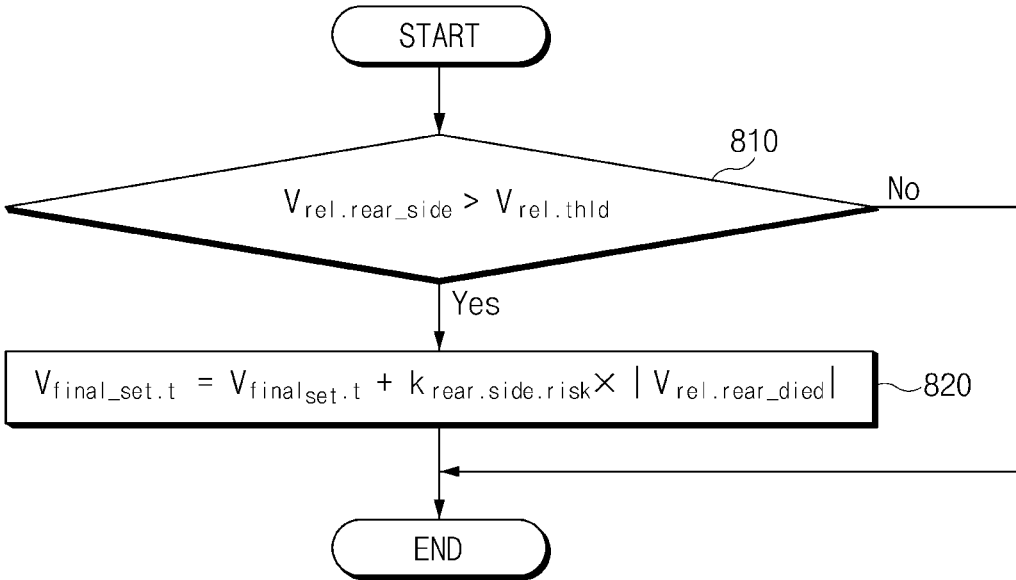 START
810
V_rel.rear_side > V_rel.thld
No
Yes
V_final_set.t = V_final_set.t + k_rear.side.risk × | V_rel.rear_died |
820
END